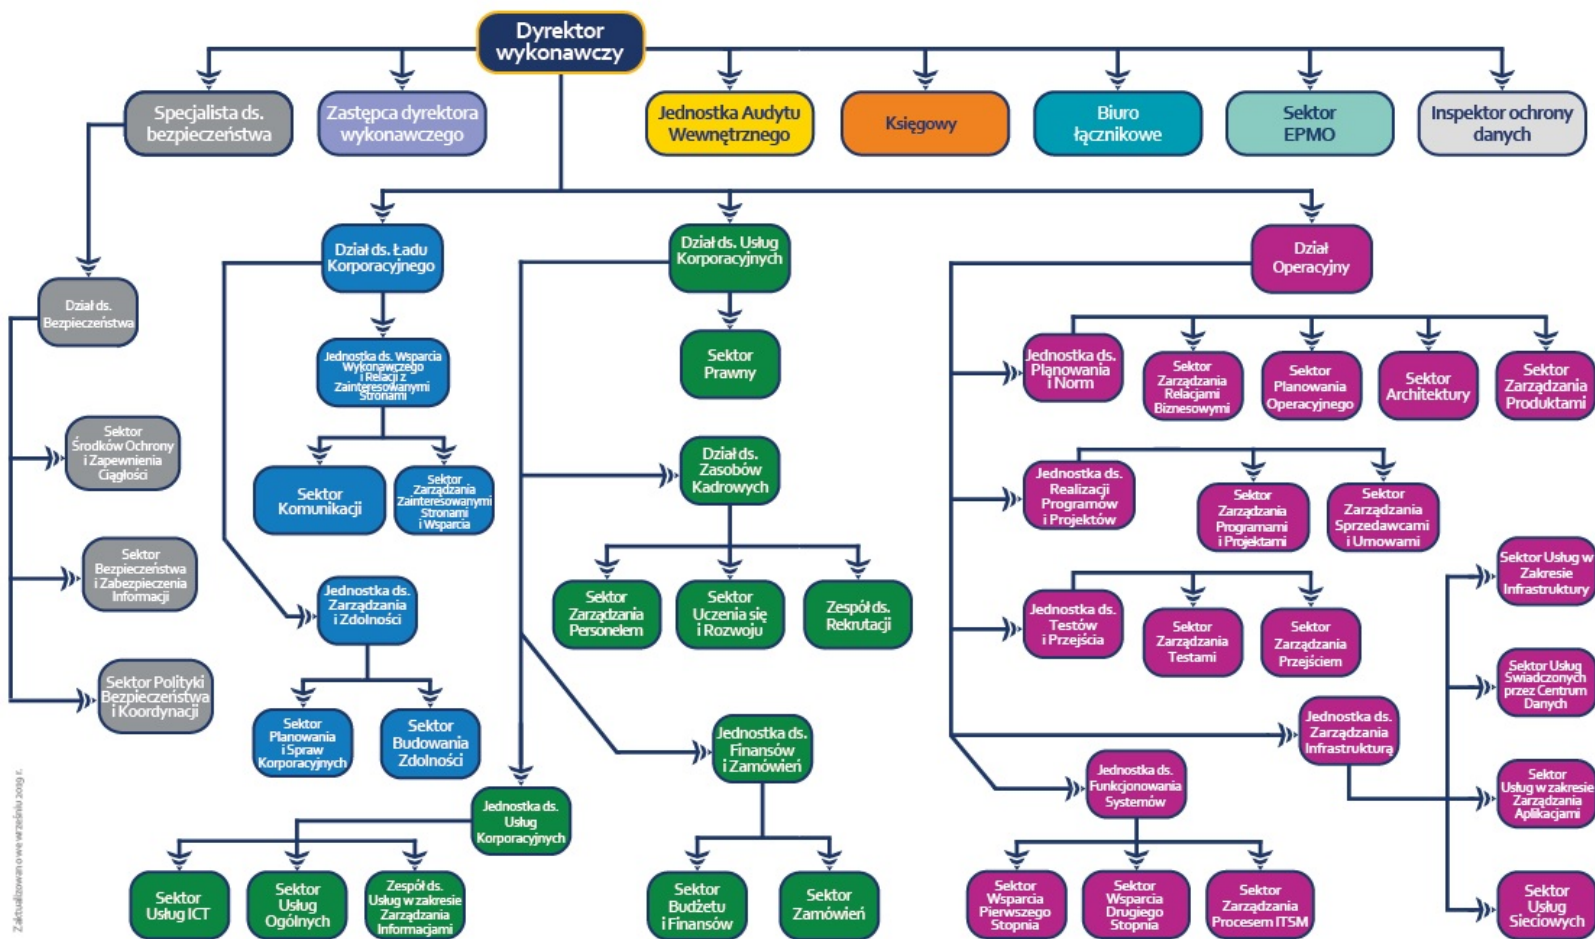 Dyrektor
wykonawczy
Specjalista ds.
bezpieczeństwa
Zastępca dyrektora
wykonawczego
Jednostka Audytu
Wewnętrznego
Księgowy
Biuro
łącznikowe
Sektor
EPMO
Inspektor ochrony
danych
Dział ds. Ładu
Korporacyjnego
Dział ds. Usług
Korporacyjnych
Dział
Operacyjny
Dział ds.
Bezpieczeństwa
Jednostka ds. Wsparcia
Wykonawczego
i Relacji z
Zainteresowanymi
Stronami
Sektor
Prawny
Jednostka ds.
Planowania
i Norm
Sektor
Zarządzania
Relacjami
Biznesowymi
Sektor
Planowania
Operacyjnego
Sektor
Architektury
Sektor
Zarządzania
Produktami
Sektor
Środków Ochrony
i Zapewnienia
Ciągłości
Sektor
Komunikacji
Sektor
Zarządzania
Zainteresowanymi
Stronami
i Wsparcia
Dział ds.
Zasobów
Kadrowych
Jednostka ds.
Realizacji
Programów
i Projektów
Sektor
Zarządzania
Programami
i Projektami
Sektor
Zarządzania
Sprzedawcami
i Umowami
Sektor
Bezpieczeństwa
i Zabezpieczenia
Informacji
Jednostka ds.
Zarządzania
i Zdolności
Sektor
Zarządzania
Personelem
Sektor
Uczenia się
i Rozwoju
Zespół ds.
Rekrutacji
Jednostka ds.
Testów
i Przejścia
Sektor
Zarządzania
Testami
Sektor
Zarządzania
Przejściem
Sektor Usług w
Zakresie
Infrastruktury
Sektor Polityki
Bezpieczeństwa
i Koordynacji
Sektor
Planowania
i Spraw
Korporacyjnych
Sektor
Budowania
Zdolności
Jednostka ds.
Finansów
i Zamówień
Jednostka ds.
Zarządzania
Infrastrukturą
Sektor Usług
Świadczonych
przez Centrum
Danych
Jednostka ds.
Usług
Korporacyjnych
Jednostka ds.
Funkcjonowania
Systemów
Sektor
Usług w zakresie
Zarządzania
Aplikacjami
Sektor
Usług ICT
Sektor
Usług
Ogólnych
Zespół ds.
Usług w zakresie
Zarządzania
Informacjami
Sektor
Budżetu
i Finansów
Sektor
Zamówień
Sektor
Wsparcia
Pierwszego
Stopnia
Sektor
Wsparcia
Drugiego
Stopnia
Sektor
Zarządzania
Procesem ITSM
Sektor
Usług
Sieciowych
Zaktualizowano we wrześniu 2019 r.